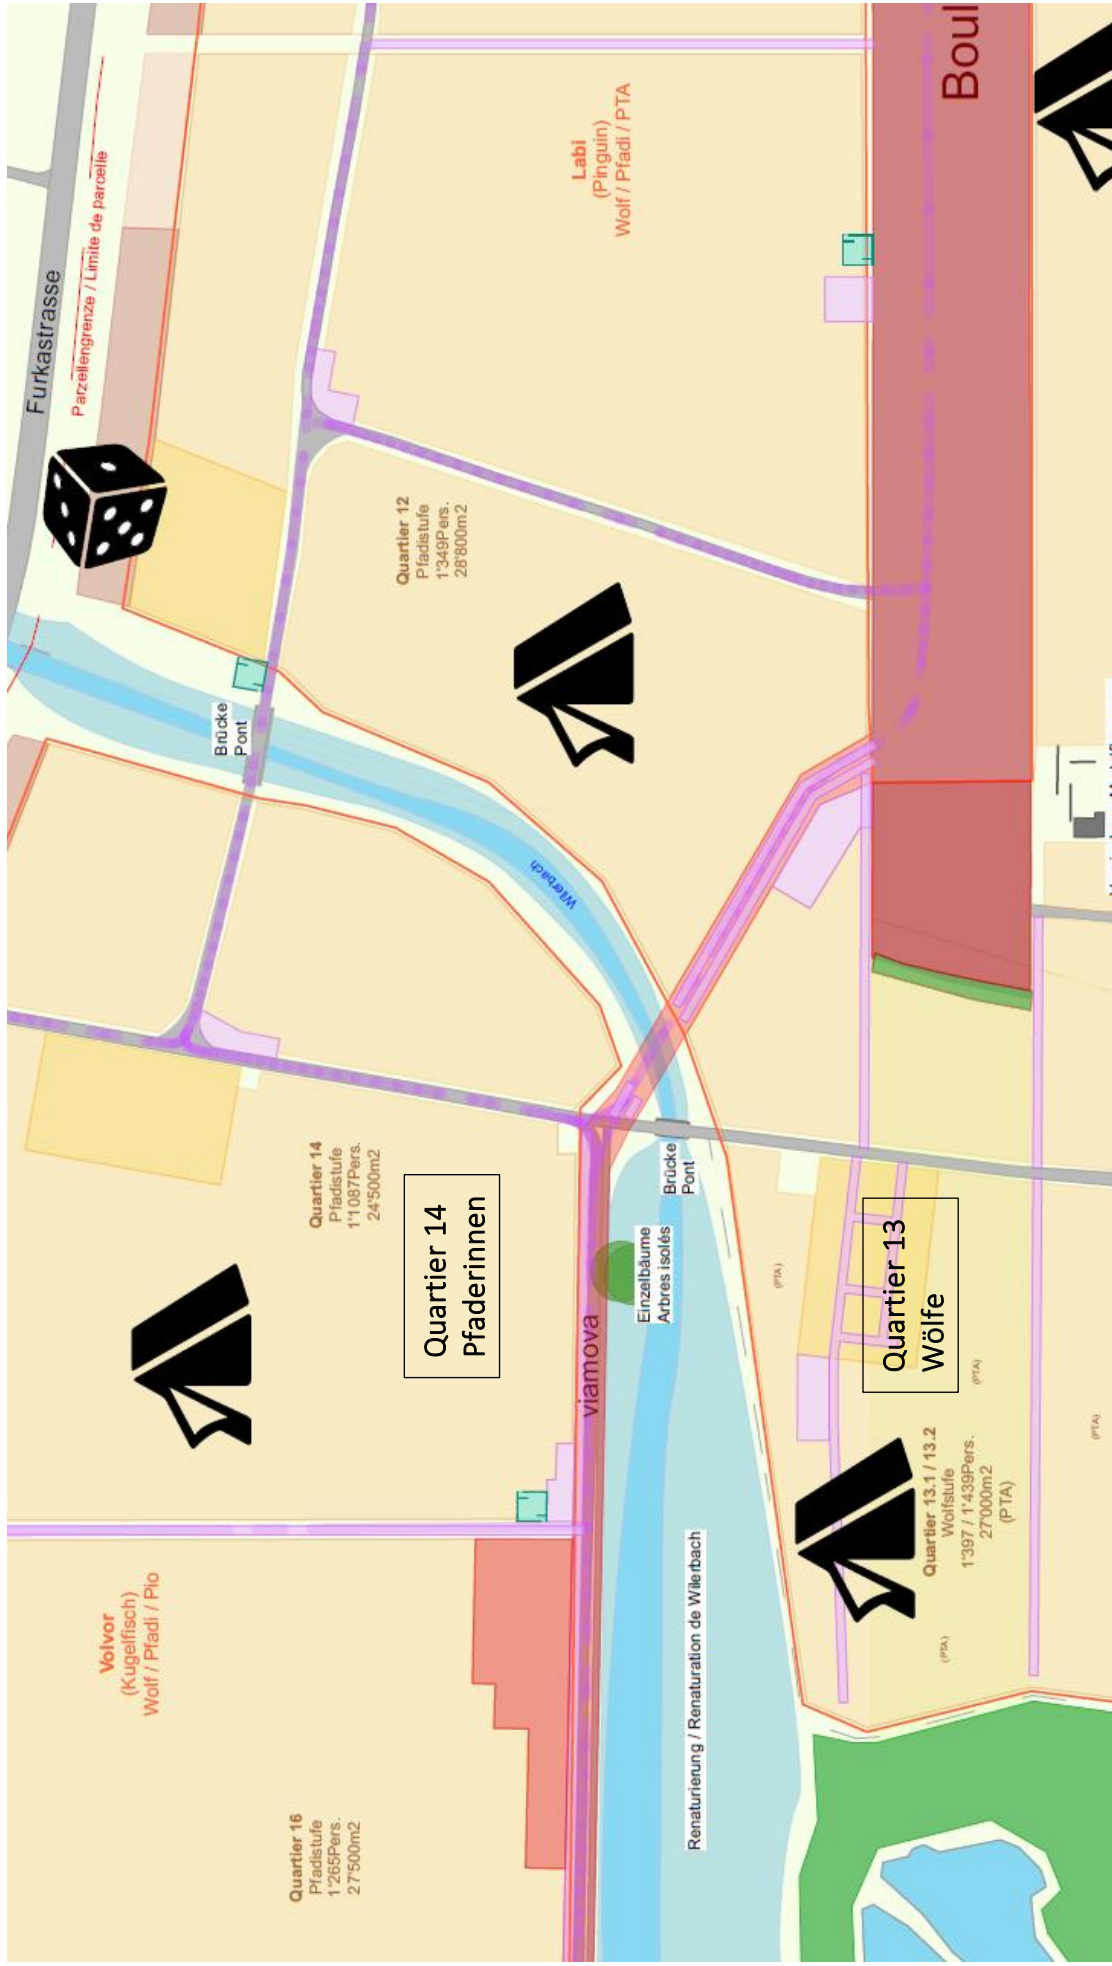 Furkastrasse
Parzellengrenze / Limite de parcelle
Boul
Labi
(Pinguin)
Wolf / Pfadi / PTA
Quartier 12
Pfadistufe
1'349Pers.
28'800m2
Brücke
Pont
Wilerbach
Quartier 14
Pfadistufe
1'1087Pers.
24'500m2
Quartier 14
Pfaderinnen
Brücke
Pont
Einzelbäume
Arbres isolés
viamova
(PTA)
Quartier 13
Wölfe
(PTA)
(PTA)
Quartier 13.1 / 13.2
Wolfstufe
1'397 / 1'439Pers.
27'000m2
(PTA)
(PTA)
Volvor
(Kugelfisch)
Wolf / Pfadi / Pio
Renaturierung / Renaturation de Wilerbach
Quartier 16
Pfadistufe
1'265Pers.
27'500m2